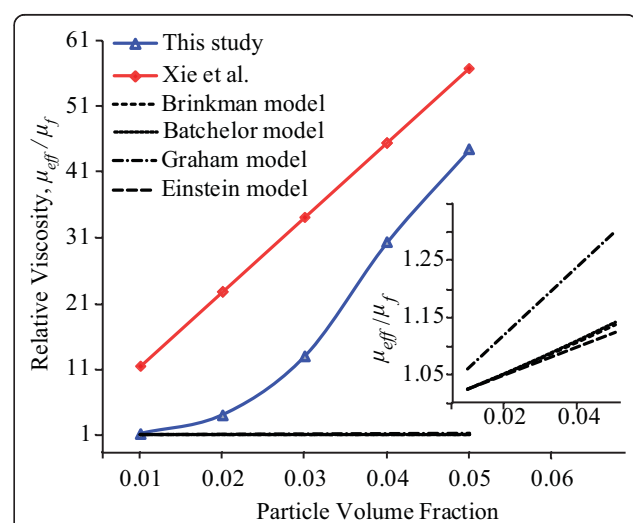 61
51
41
31
21
11
1
Relative Viscosity, μeff/μf
This study
Xie et al.
Brinkman model
Batchelor model
Graham model
Einstein model
1.25
1.15
1.05
μeff/μf
0.02 0.04
0.01 0.02 0.03 0.04 0.05 0.06
Particle Volume Fraction